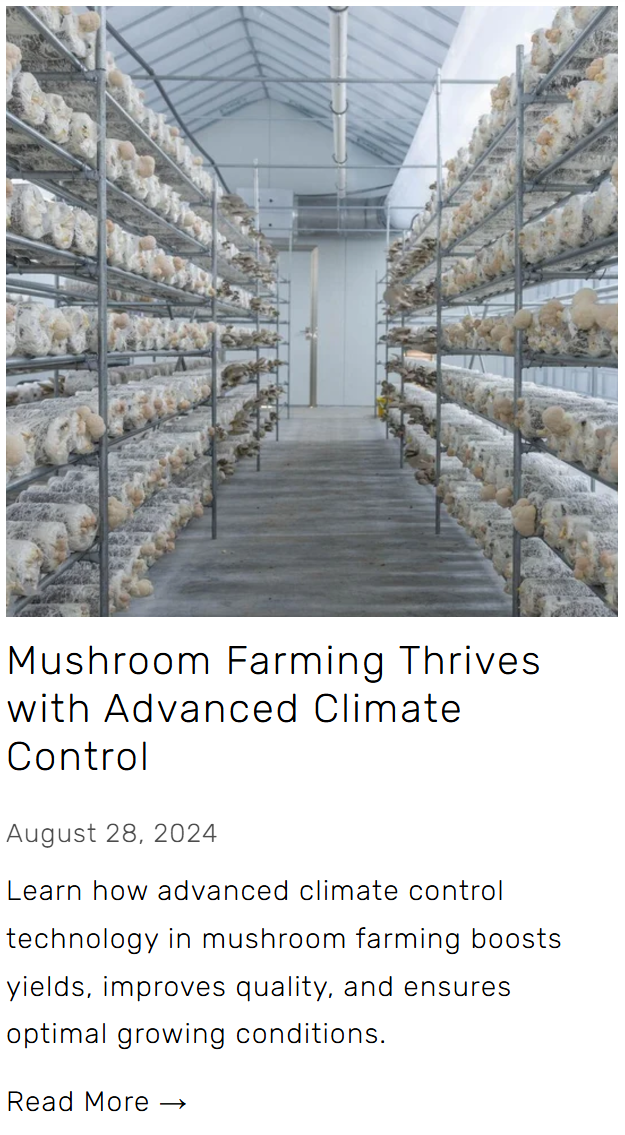 Mushroom Farming Thrives
with Advanced Climate
Control
August 28, 2024
Learn how advanced climate control
technology in mushroom farming boosts
yields, improves quality, and ensures
optimal growing conditions.
Read More →